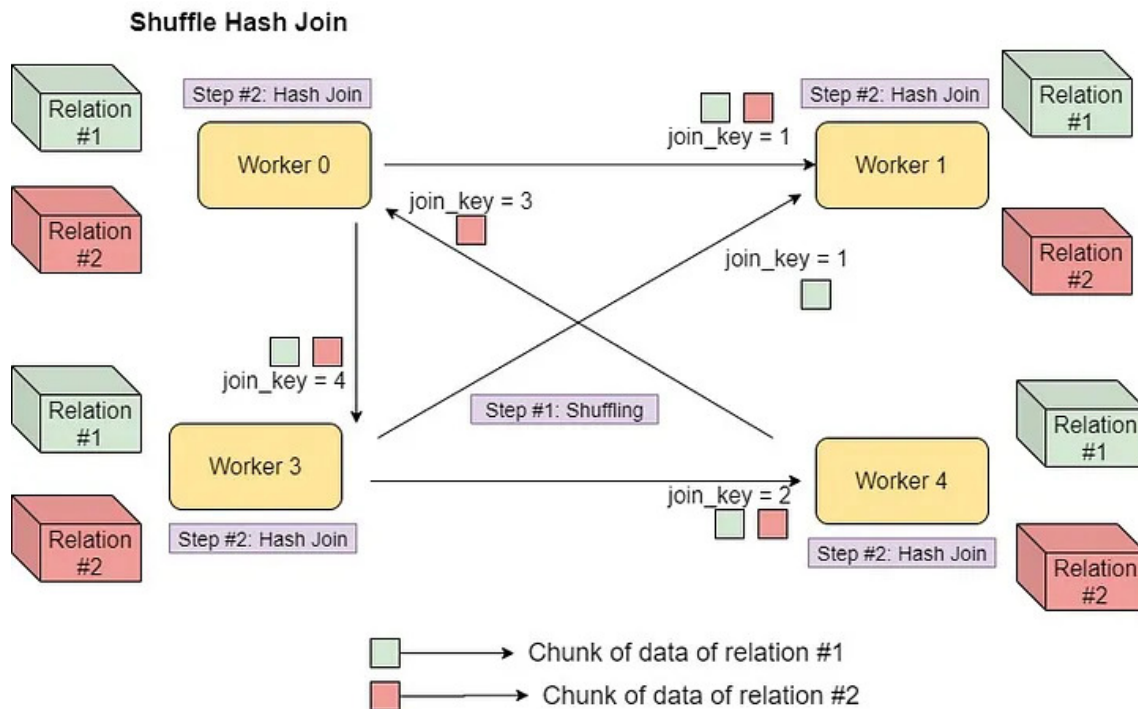 Shuffle Hash Join
Relation
#1
Step #2: Hash Join
Worker 0
Relation
#2
join_key = 1
Step #2: Hash Join
Worker 1
Relation
#1
Relation
#2
join_key = 3
join_key = 1
join_key = 4
Step #1: Shuffling
Relation
#1
Worker 3
Step #2: Hash Join
Relation
#2
join_key = 2
Worker 4
Step #2: Hash Join
Relation
#1
Relation
#2
Chunk of data of relation #1
Chunk of data of relation #2